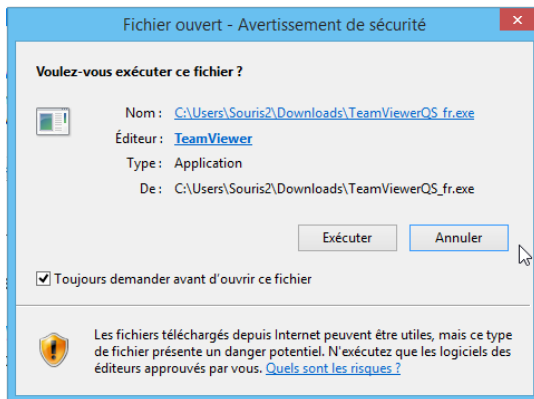 Fichier ouvert - Avertissement de sécurité
Voulez-vous exécuter ce fichier ?
Nom : C:\Users\Souris2\Downloads\TeamViewerQS_fr.exe
Éditeur : TeamViewer
Type : Application
De : C:\Users\Souris2\Downloads\TeamViewerQS_fr.exe
Exécuter Annuler
Toujours demander avant d'ouvrir ce fichier
Les fichiers téléchargés depuis Internet peuvent être utiles, mais ce type
de fichier présente un danger potentiel. N'exécutez que les logiciels des
éditeurs approuvés par vous. Quels sont les risques ?